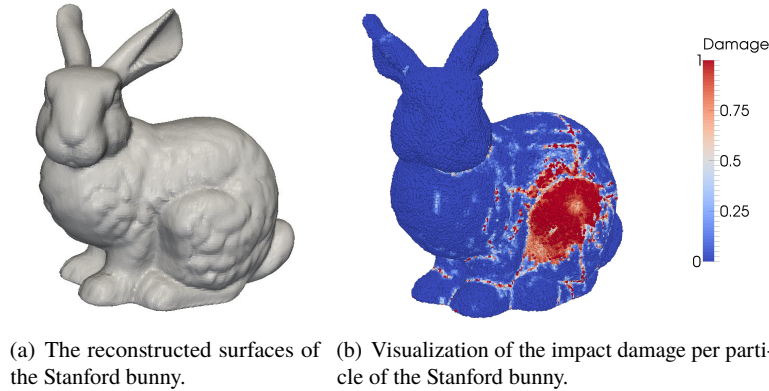 Damage
1
0.75
0.5
0.25
0
(a) The reconstructed surfaces of
the Stanford bunny.
(b) Visualization of the impact damage per parti-
cle of the Stanford bunny.